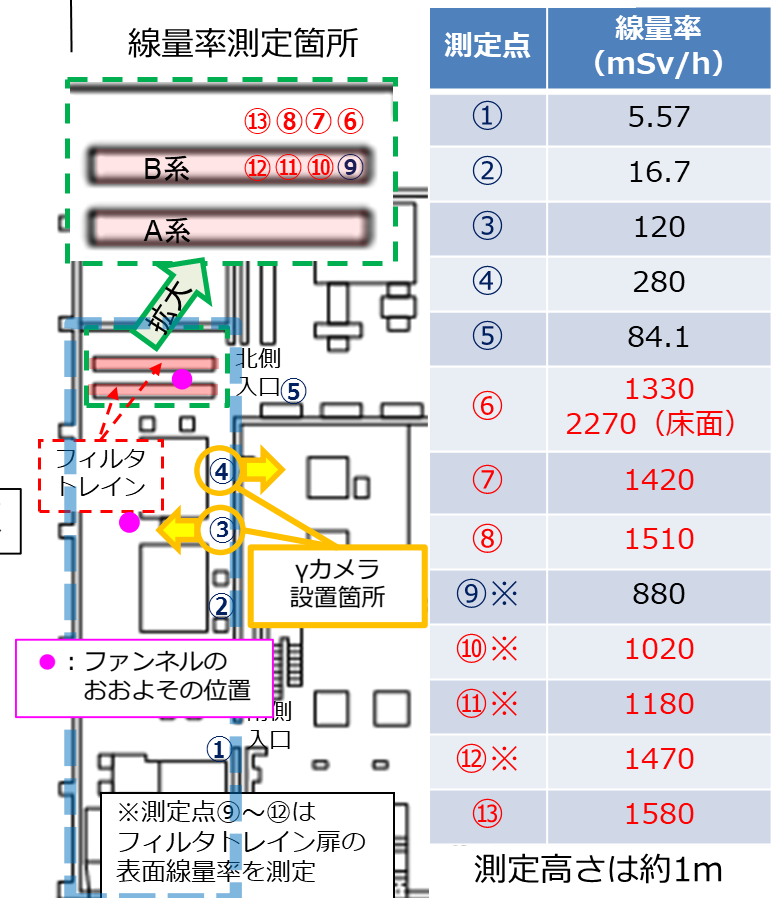 線量率測定箇所
⑬⑧⑦⑥
B系 ⑫⑪⑩⑨
A系
拡大
北側
入口⑤
フィルタ
トレイン
④
③
γカメラ
設置箇所
②
●：ファンネルの
おおよその位置
側
入口
①
※測定点⑨～⑫は
フィルタトレイン扉の
表面線量率を測定
測定点 線量率
（mSv/h）
① 5.57
② 16.7
③ 120
④ 280
⑤ 84.1
⑥ 1330
2270（床面）
⑦ 1420
⑧ 1510
⑨※ 880
⑩※ 1020
⑪※ 1180
⑫※ 1470
⑬ 1580
測定高さは約1m